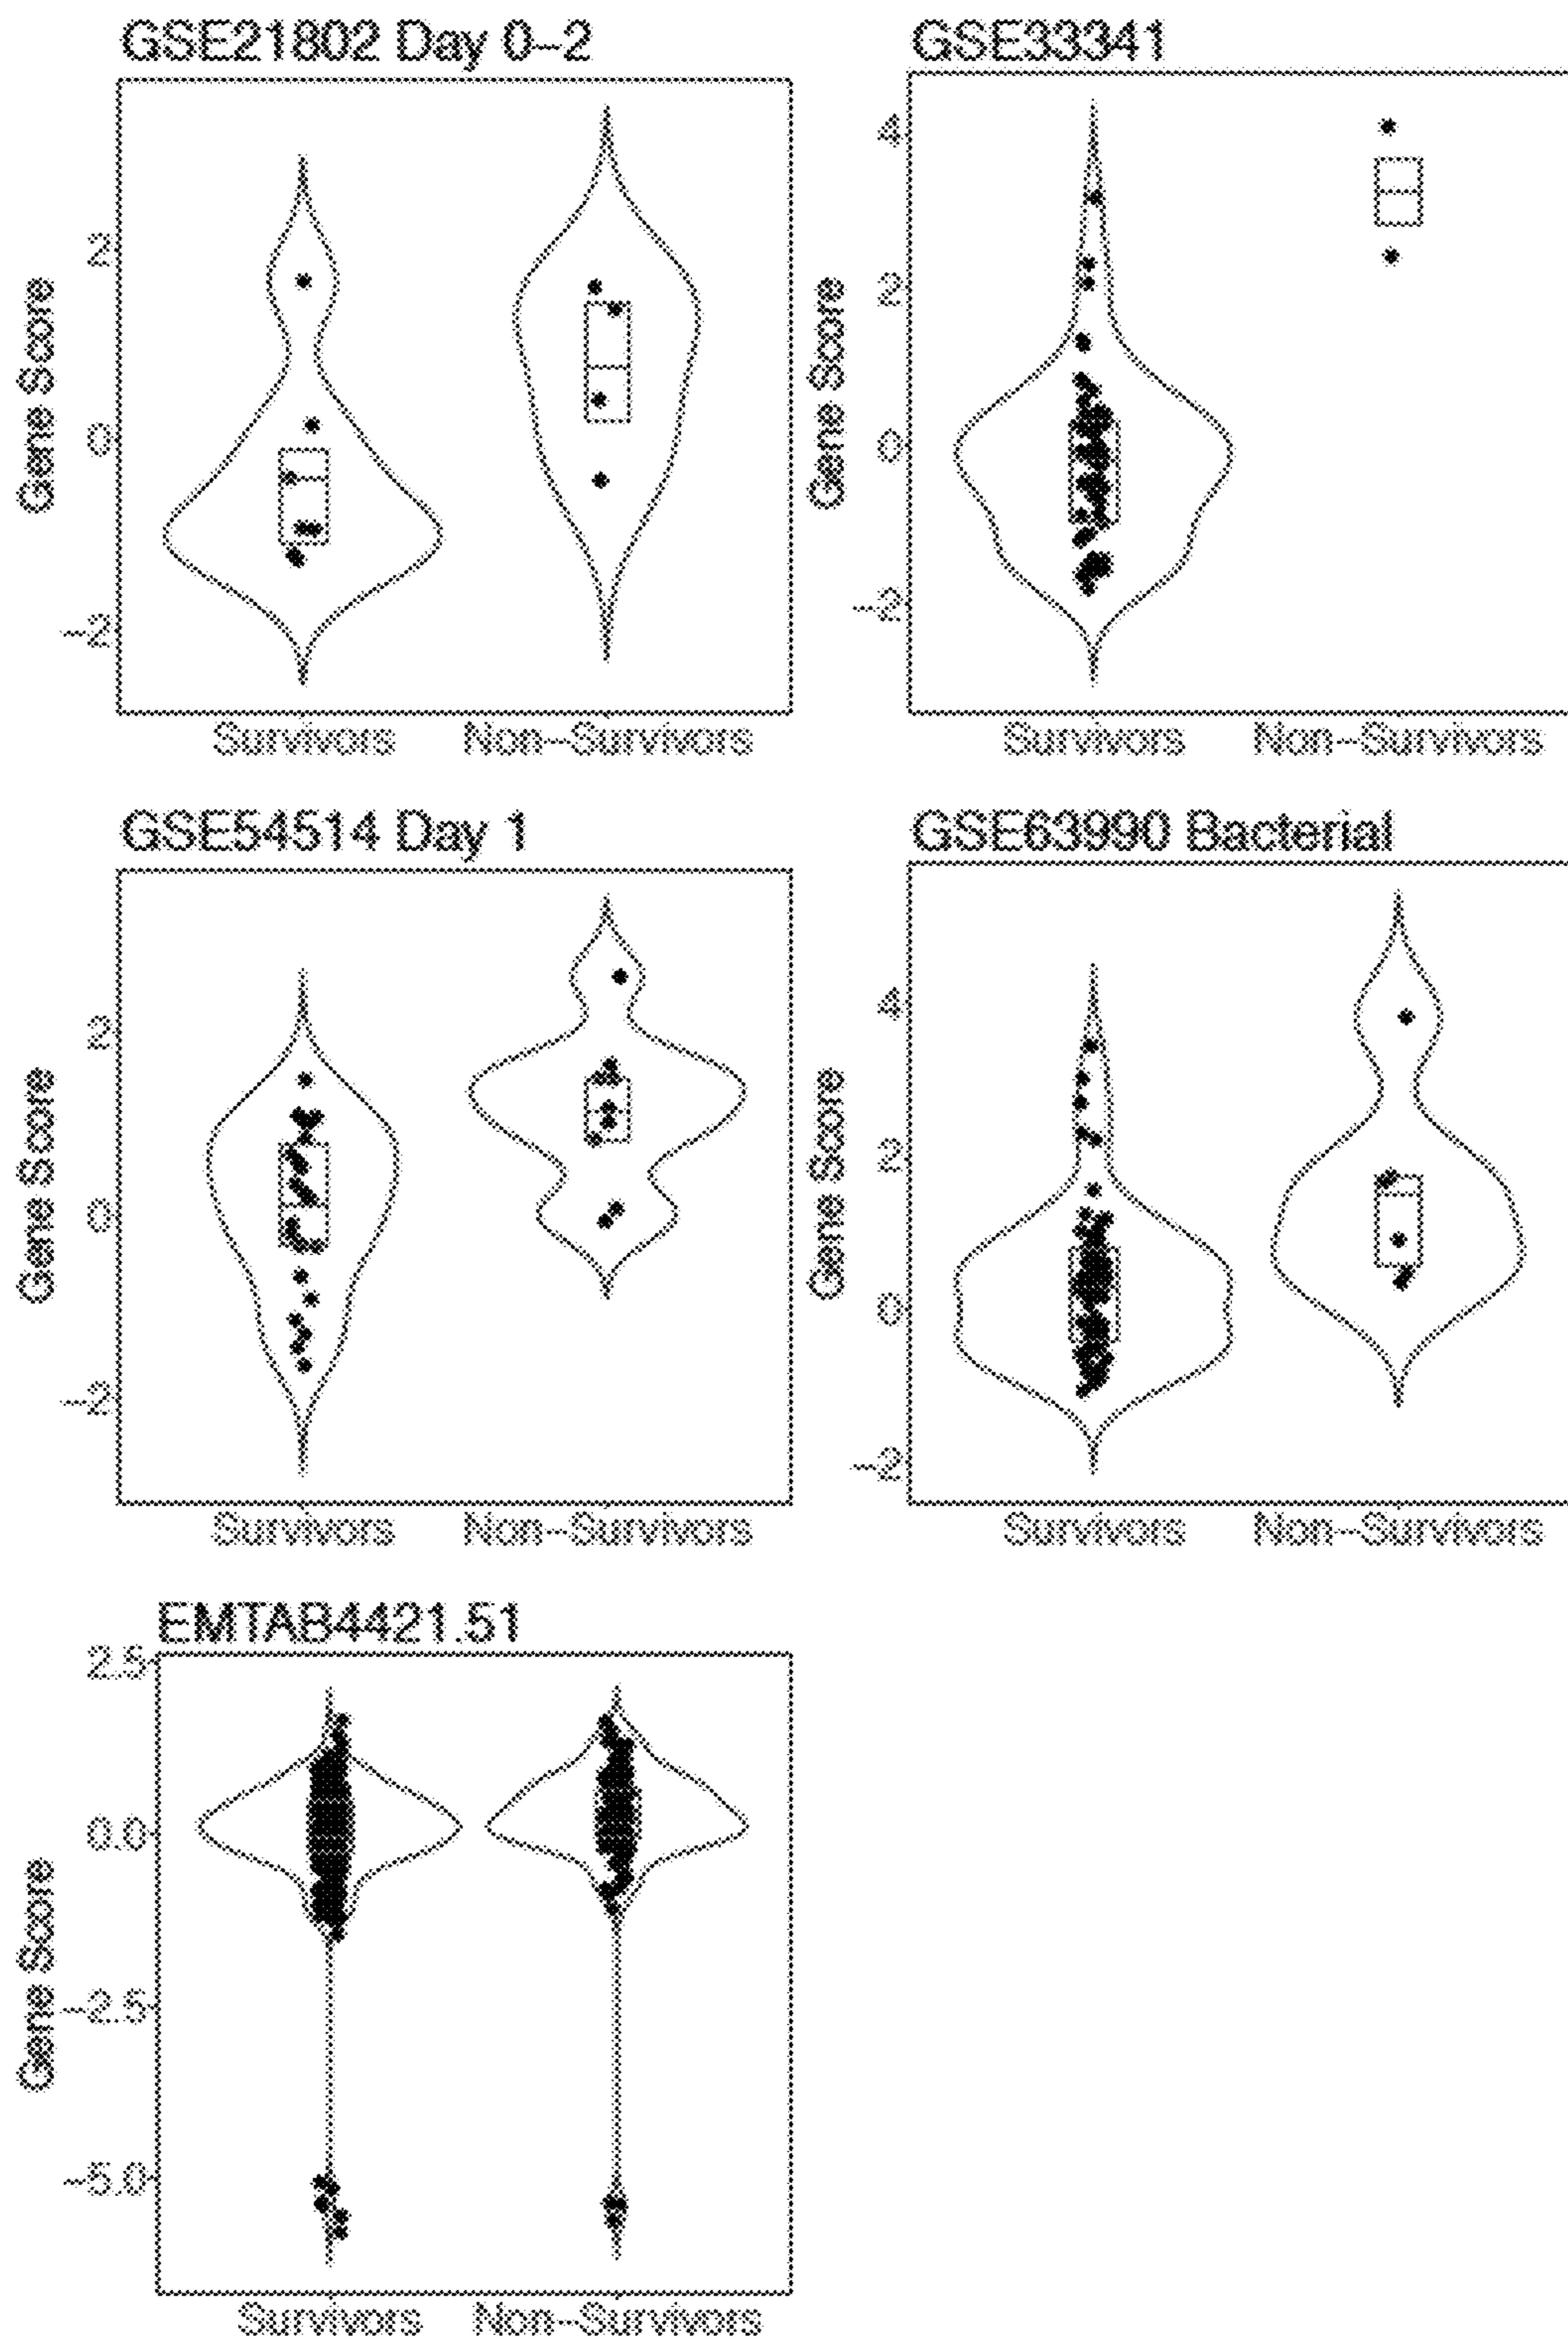 GSE21802 Day 0–2
Gene Score
2
0
–2
Survivors
Non–Survivors
GSE33341
Gene Score
4
2
0
–2
Survivors
Non–Survivors
GSE54514 Day 1
Gene Score
2
0
–2
Survivors
Non–Survivors
GSE63990 Bacterial
Gene Score
4
2
0
–2
Survivors
Non–Survivors
EMTAB4421.51
Gene Score
2.5
0.0
–2.5
–5.0
Survivors
Non–Survivors